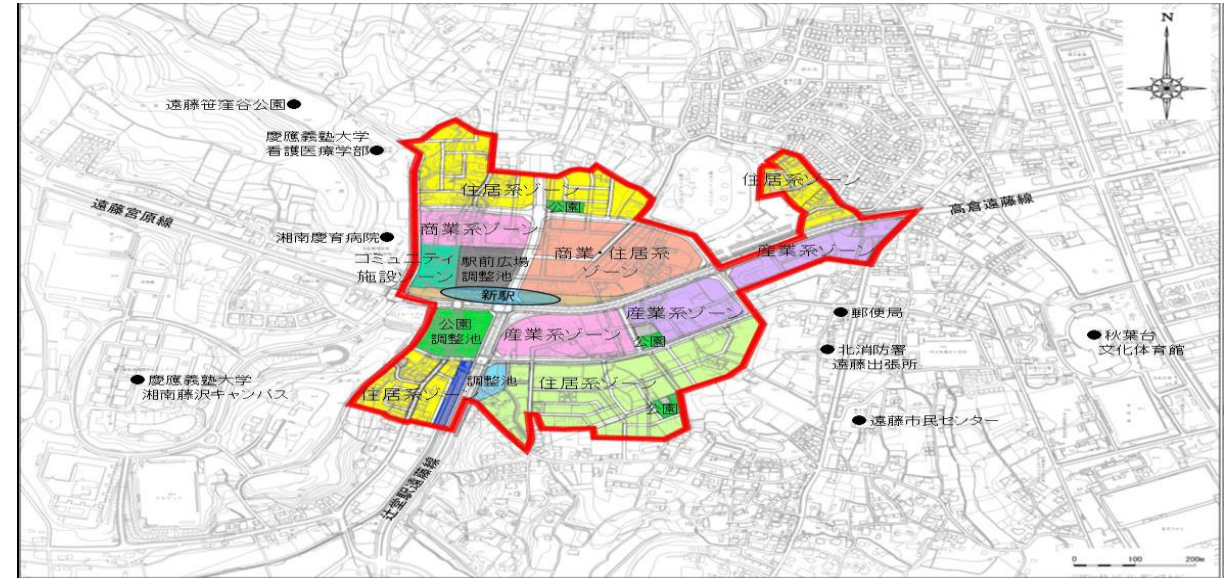 N
遠藤笹窪谷公園
慶應義塾大学
看護医療学部
住居系ゾーン
公園
住居系ゾーン
高倉遠藤線
遠藤宮原線
湘南慶育病院
商業系ゾーン
商業・住居系
ゾーン
産業系ゾーン
コミュニティ
施設ゾーン
駅前広場
調整池
新駅
公園
調整池
産業系ゾーン
産業系ゾーン
公園
郵便局
北消防署
遠藤出張所
秋葉台
文化体育館
慶應義塾大学
湘南藤沢キャンパス
住居系ゾー
調整池
住居系ゾーン
公園
遠藤市民センター
辻堂駅遠藤線
0 100 200m